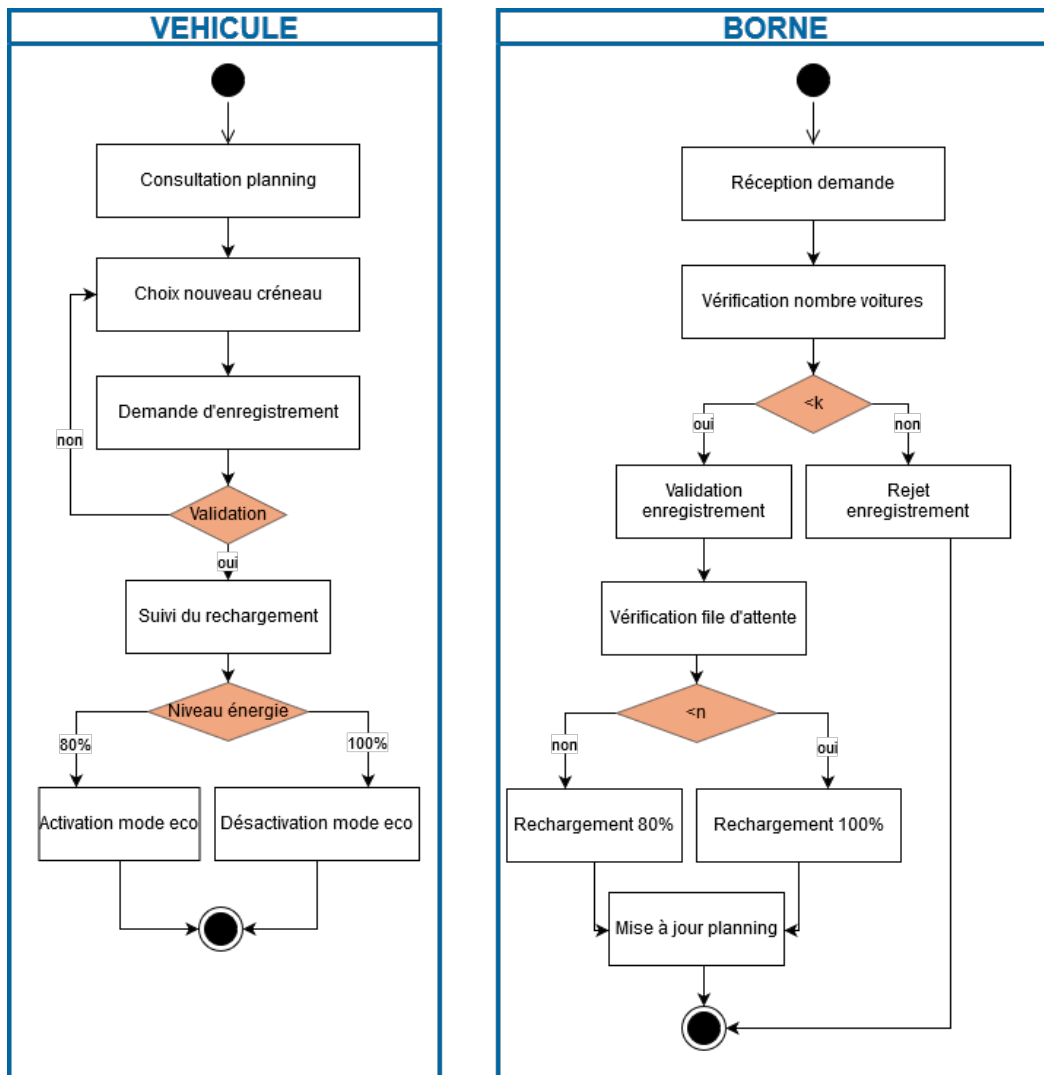 VEHICULE
Consultation planning
Choix nouveau créneau
Demande d'enregistrement
non
Validation
oui
Suivi du rechargement
Niveau énergie
80%
100%
Activation mode eco
Désactivation mode eco
BORNE
Réception demande
Vérification nombre voitures
<k
oui
non
Validation
enregistrement
Rejet
enregistrement
Vérification file d'attente
<n
non
oui
Rechargement 80%
Rechargement 100%
Mise à jour planning